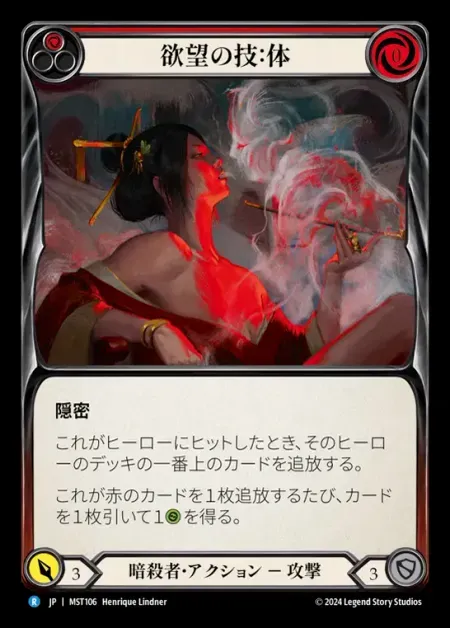 欲望の技:体
0
隠密
これがヒーローにヒットしたとき、そのヒーロ
ーのデッキの一番上のカードを追放する。
これが赤のカードを1枚追放するたび、カード
を1枚引いて1を得る。
3
暗殺者・アクション — 攻撃
3
R JP | MST106 Henrique Lindner
© 2024 Legend Story Studios